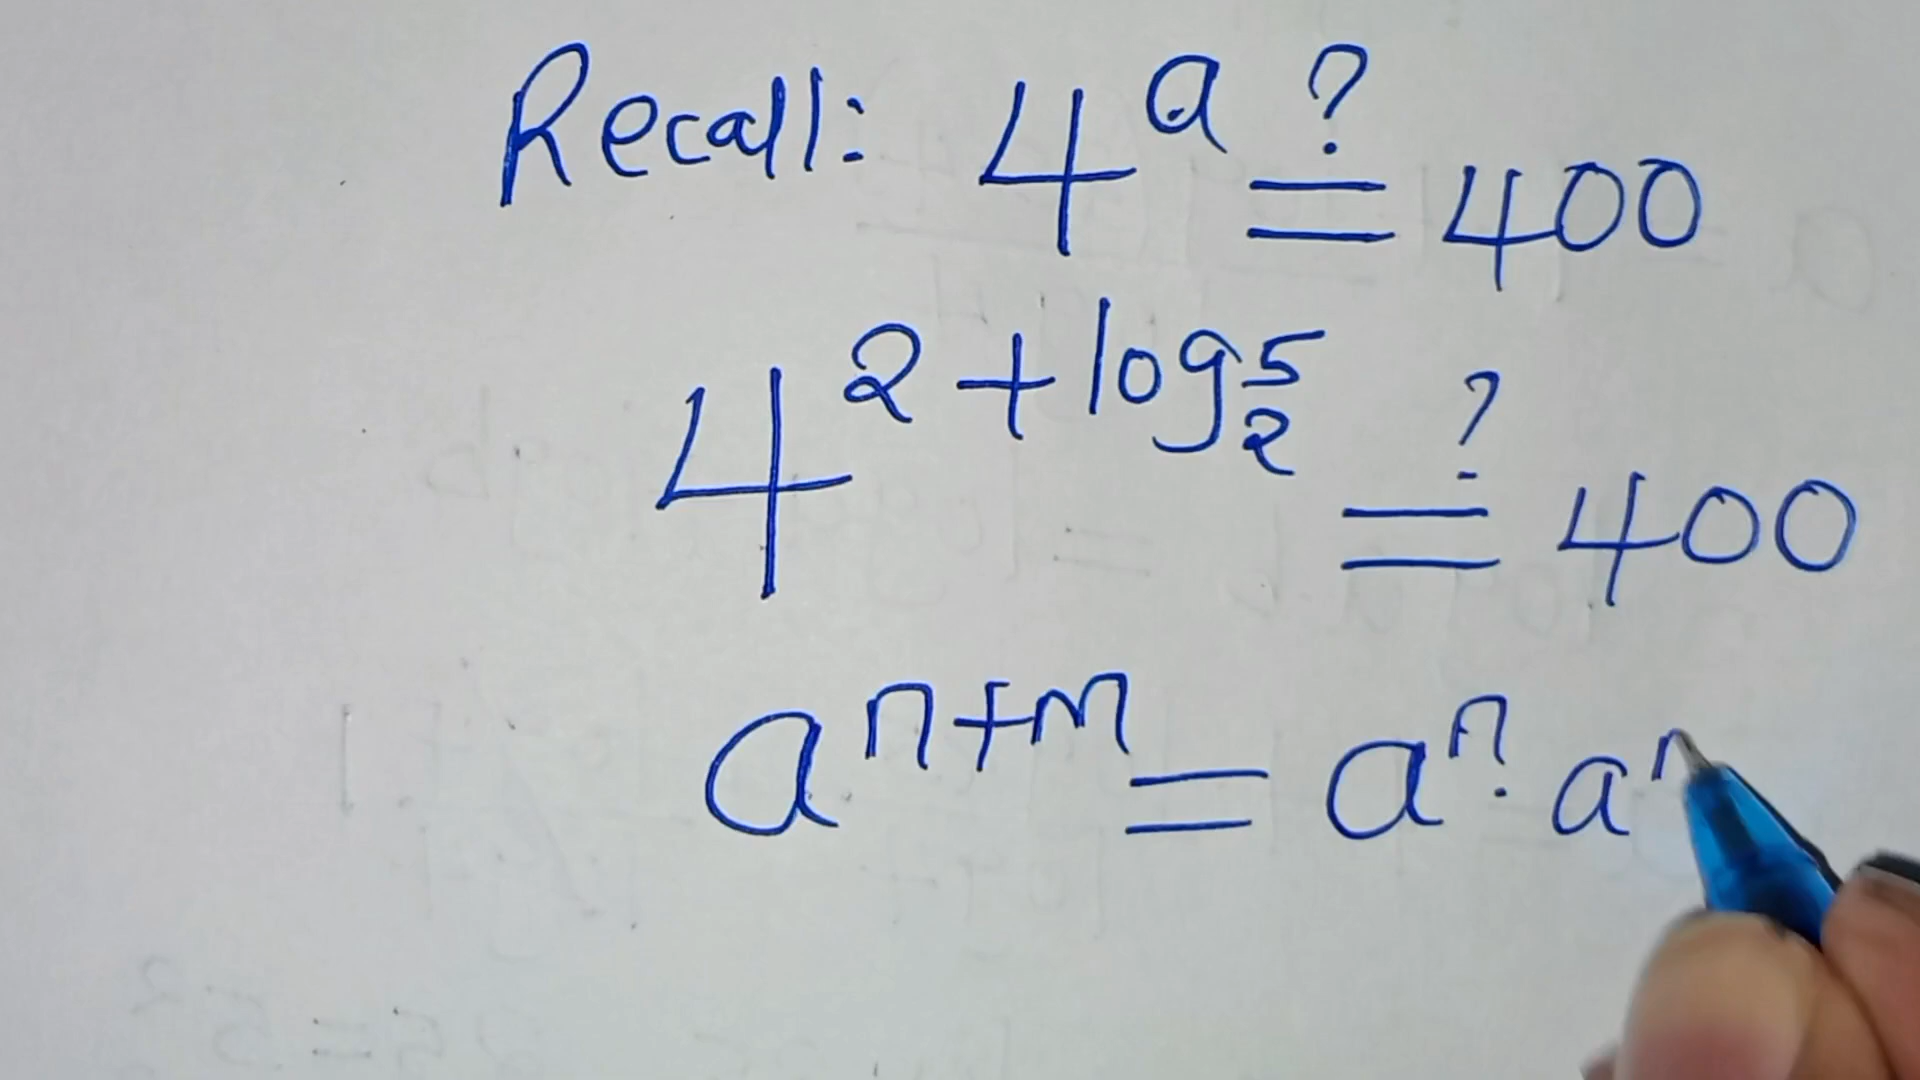 Recall: 4^a ?= 400
4^(2 + log_2 5) ?= 400
a^(n+m) = a^n · a^